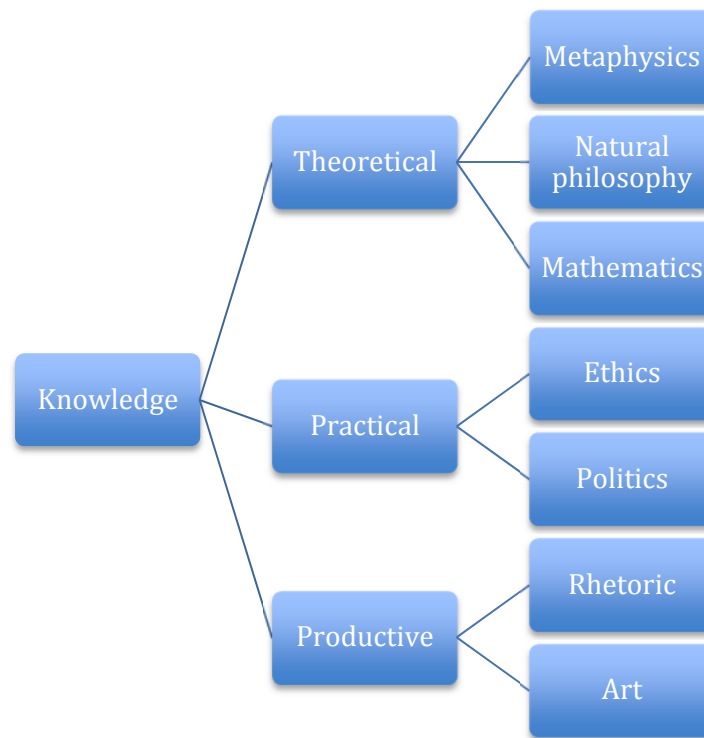 Knowledge
Theoretical
Metaphysics
Natural
philosophy
Mathematics
Practical
Ethics
Politics
Productive
Rhetoric
Art